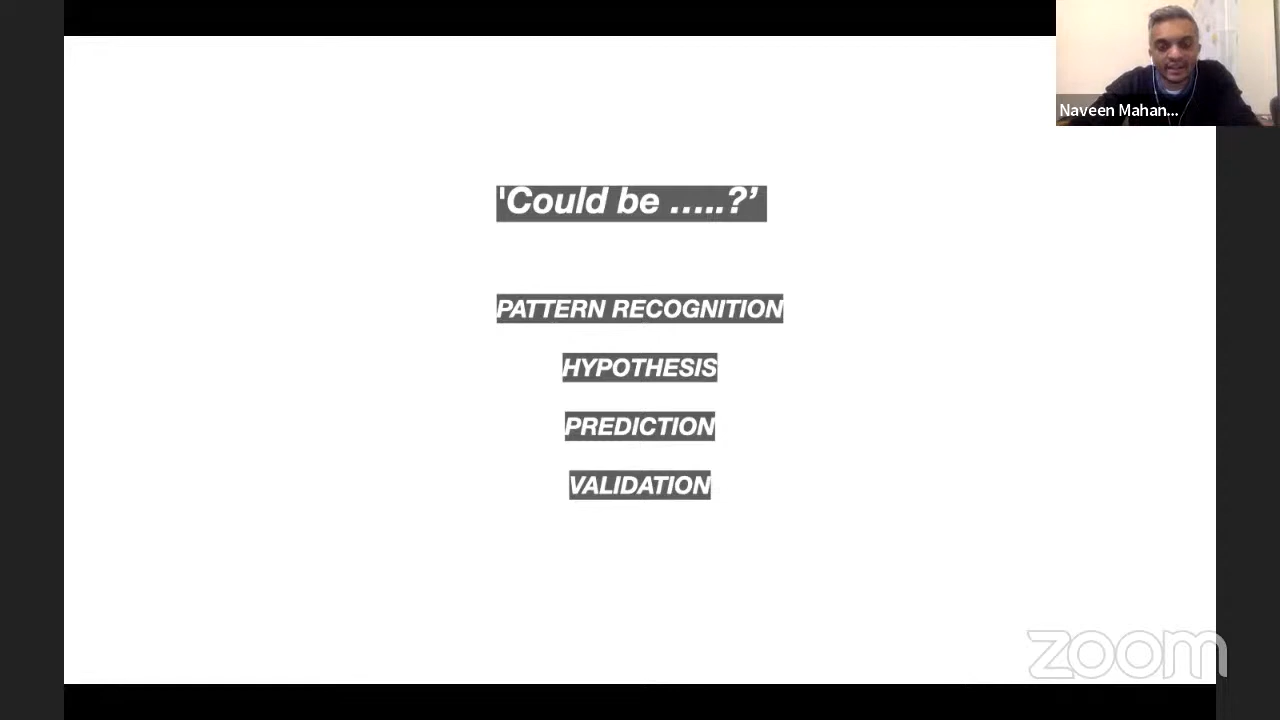 Naveen Mahan...
'Could be .....?’
PATTERN RECOGNITION
HYPOTHESIS
PREDICTION
VALIDATION
zoom